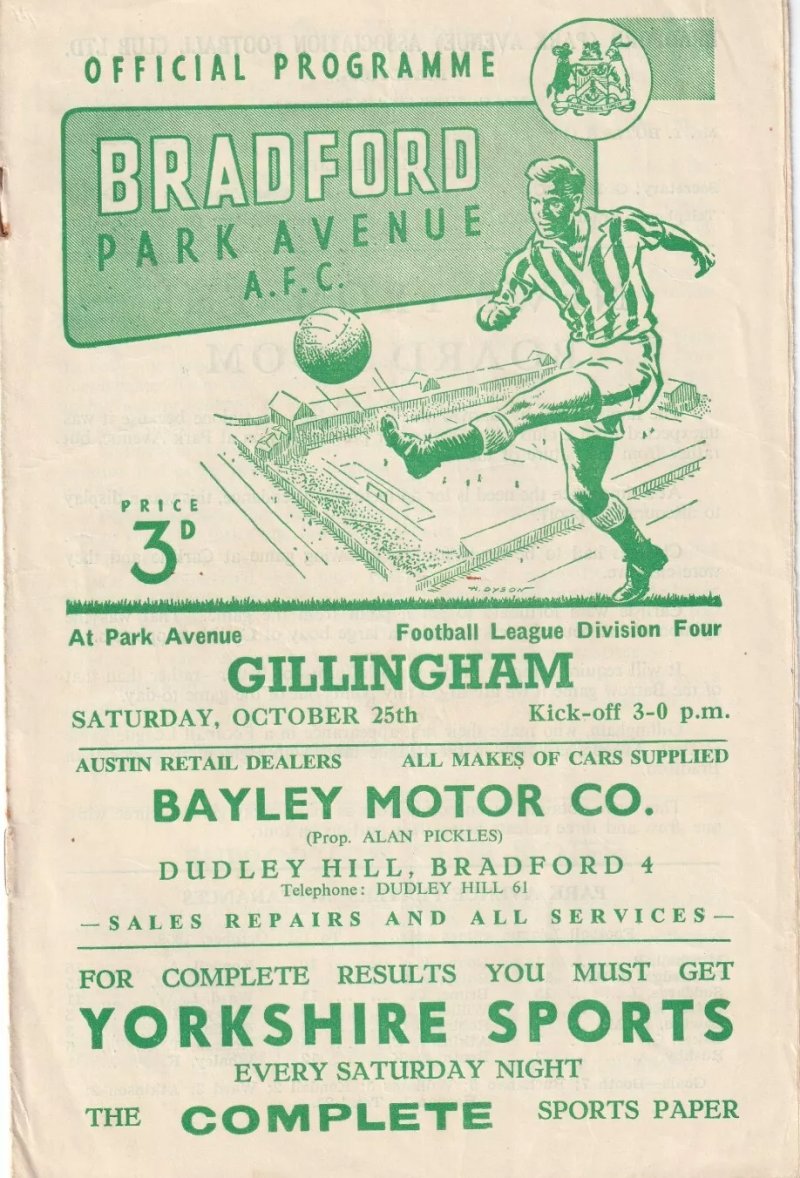 OFFICIAL PROGRAMME
BRADFORD
PARK AVENUE
A.F.C.
PRICE
3D
H. DYSON
At Park Avenue Football League Division Four
GILLINGHAM
SATURDAY, OCTOBER 25th Kick-off 3-0 p.m.
AUSTIN RETAIL DEALERS ALL MAKES OF CARS SUPPLIED
BAYLEY MOTOR CO.
(Prop. ALAN PICKLES)
DUDLEY HILL, BRADFORD 4
Telephone: DUDLEY HILL 61
—SALES REPAIRS AND ALL SERVICES—
FOR COMPLETE RESULTS YOU MUST GET
YORKSHIRE SPORTS
EVERY SATURDAY NIGHT
THE COMPLETE SPORTS PAPER